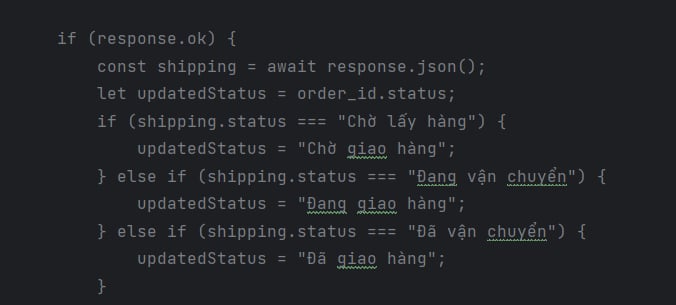 if (response.ok) {
const shipping = await response.json();
let updatedStatus = order_id.status;
if (shipping.status === "Chờ lấy hàng") {
updatedStatus = "Chờ giao hàng";
} else if (shipping.status === "Đang vận chuyển") {
updatedStatus = "Đang giao hàng";
} else if (shipping.status === "Đã vận chuyển") {
updatedStatus = "Đã giao hàng";
}